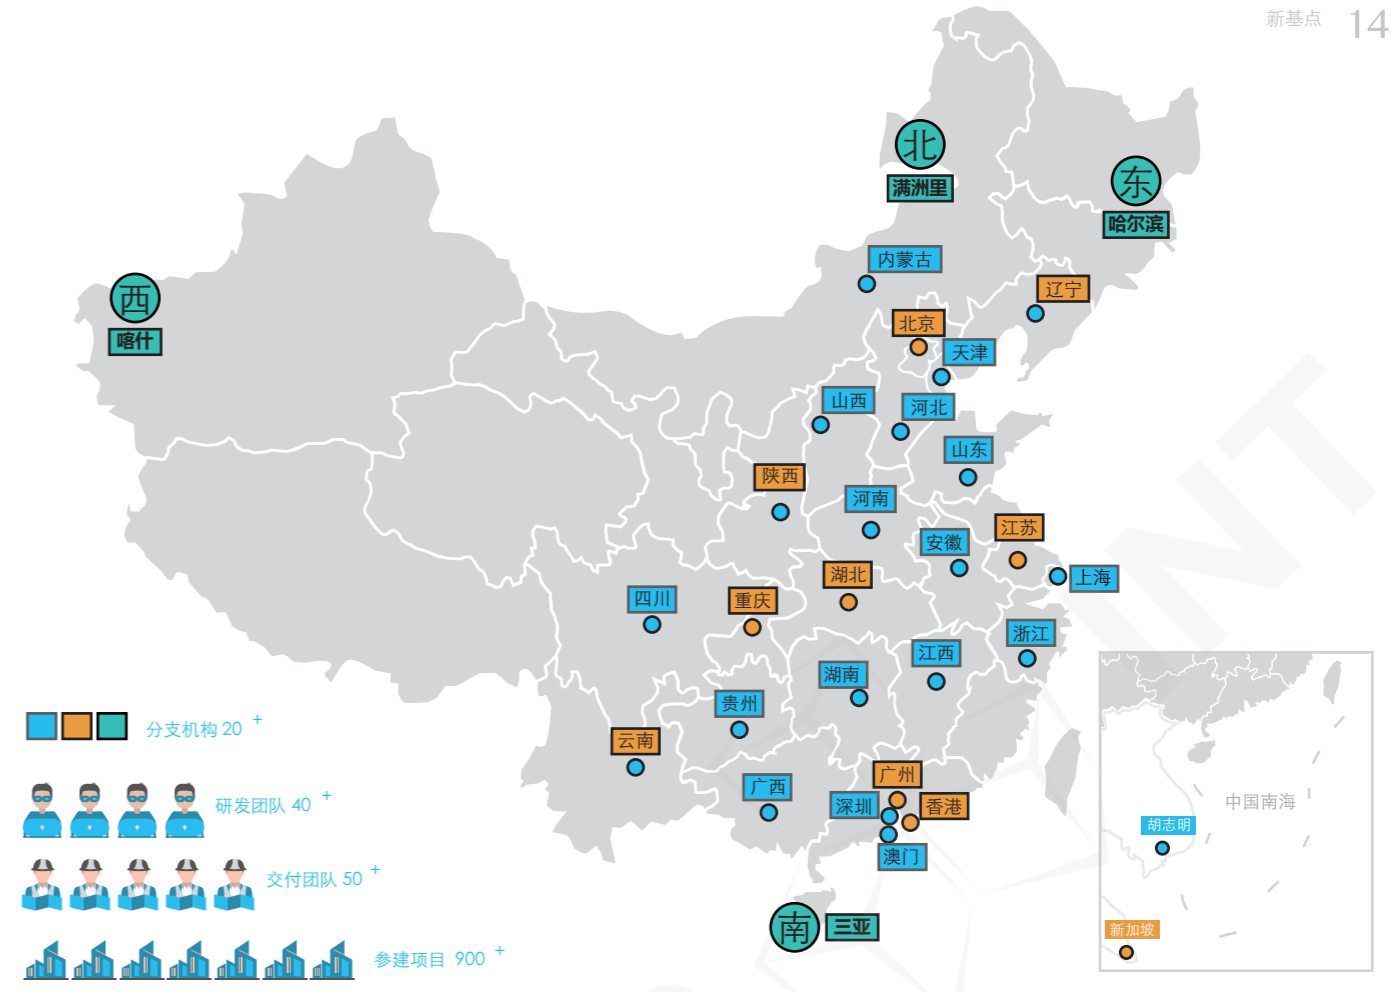 新基点 14
北
满洲里
东
哈尔滨
内蒙古
辽宁
西
喀什
北京
天津
山西
河北
山东
陕西
河南
江苏
安徽
湖北
上海
四川
重庆
浙江
江西
湖南
贵州
云南
广西
广州
深圳
香港
澳门
南
三亚
分支机构 20 +
研发团队 40 +
交付团队 50 +
参建项目 900 +
中国南海
胡志明
新加坡
INT